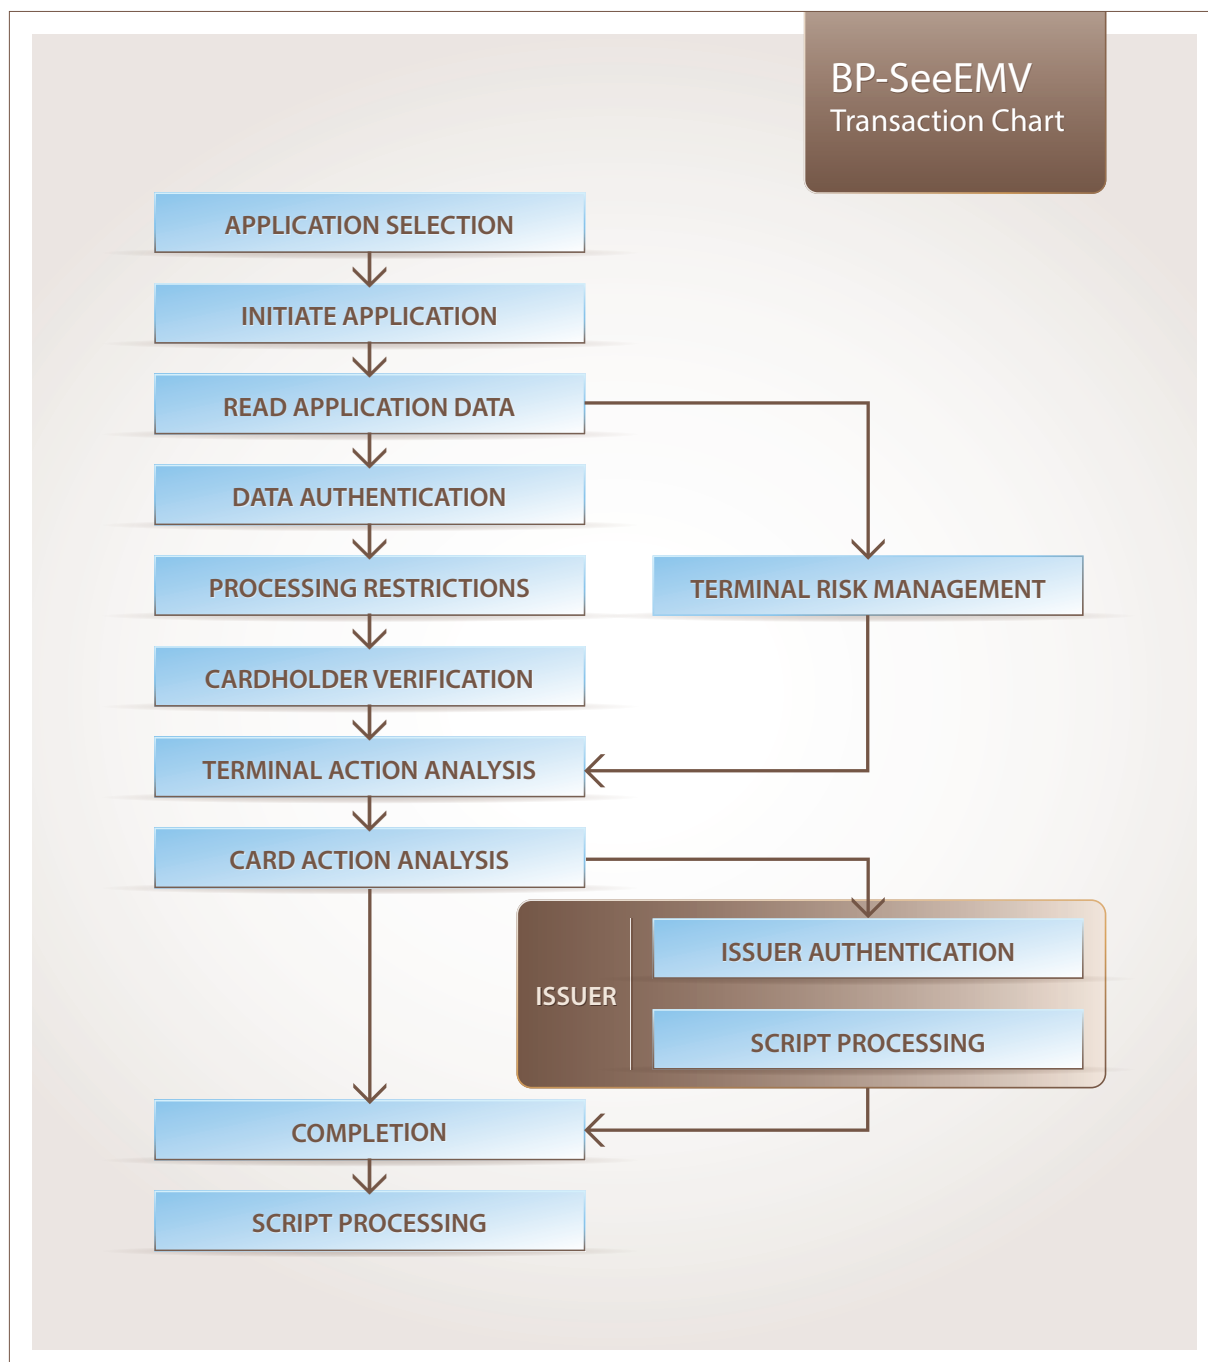 BP-SeeEMV
Transaction Chart
APPLICATION SELECTION
INITIATE APPLICATION
READ APPLICATION DATA
DATA AUTHENTICATION
PROCESSING RESTRICTIONS
TERMINAL RISK MANAGEMENT
CARDHOLDER VERIFICATION
TERMINAL ACTION ANALYSIS
CARD ACTION ANALYSIS
ISSUER
ISSUER AUTHENTICATION
SCRIPT PROCESSING
COMPLETION
SCRIPT PROCESSING